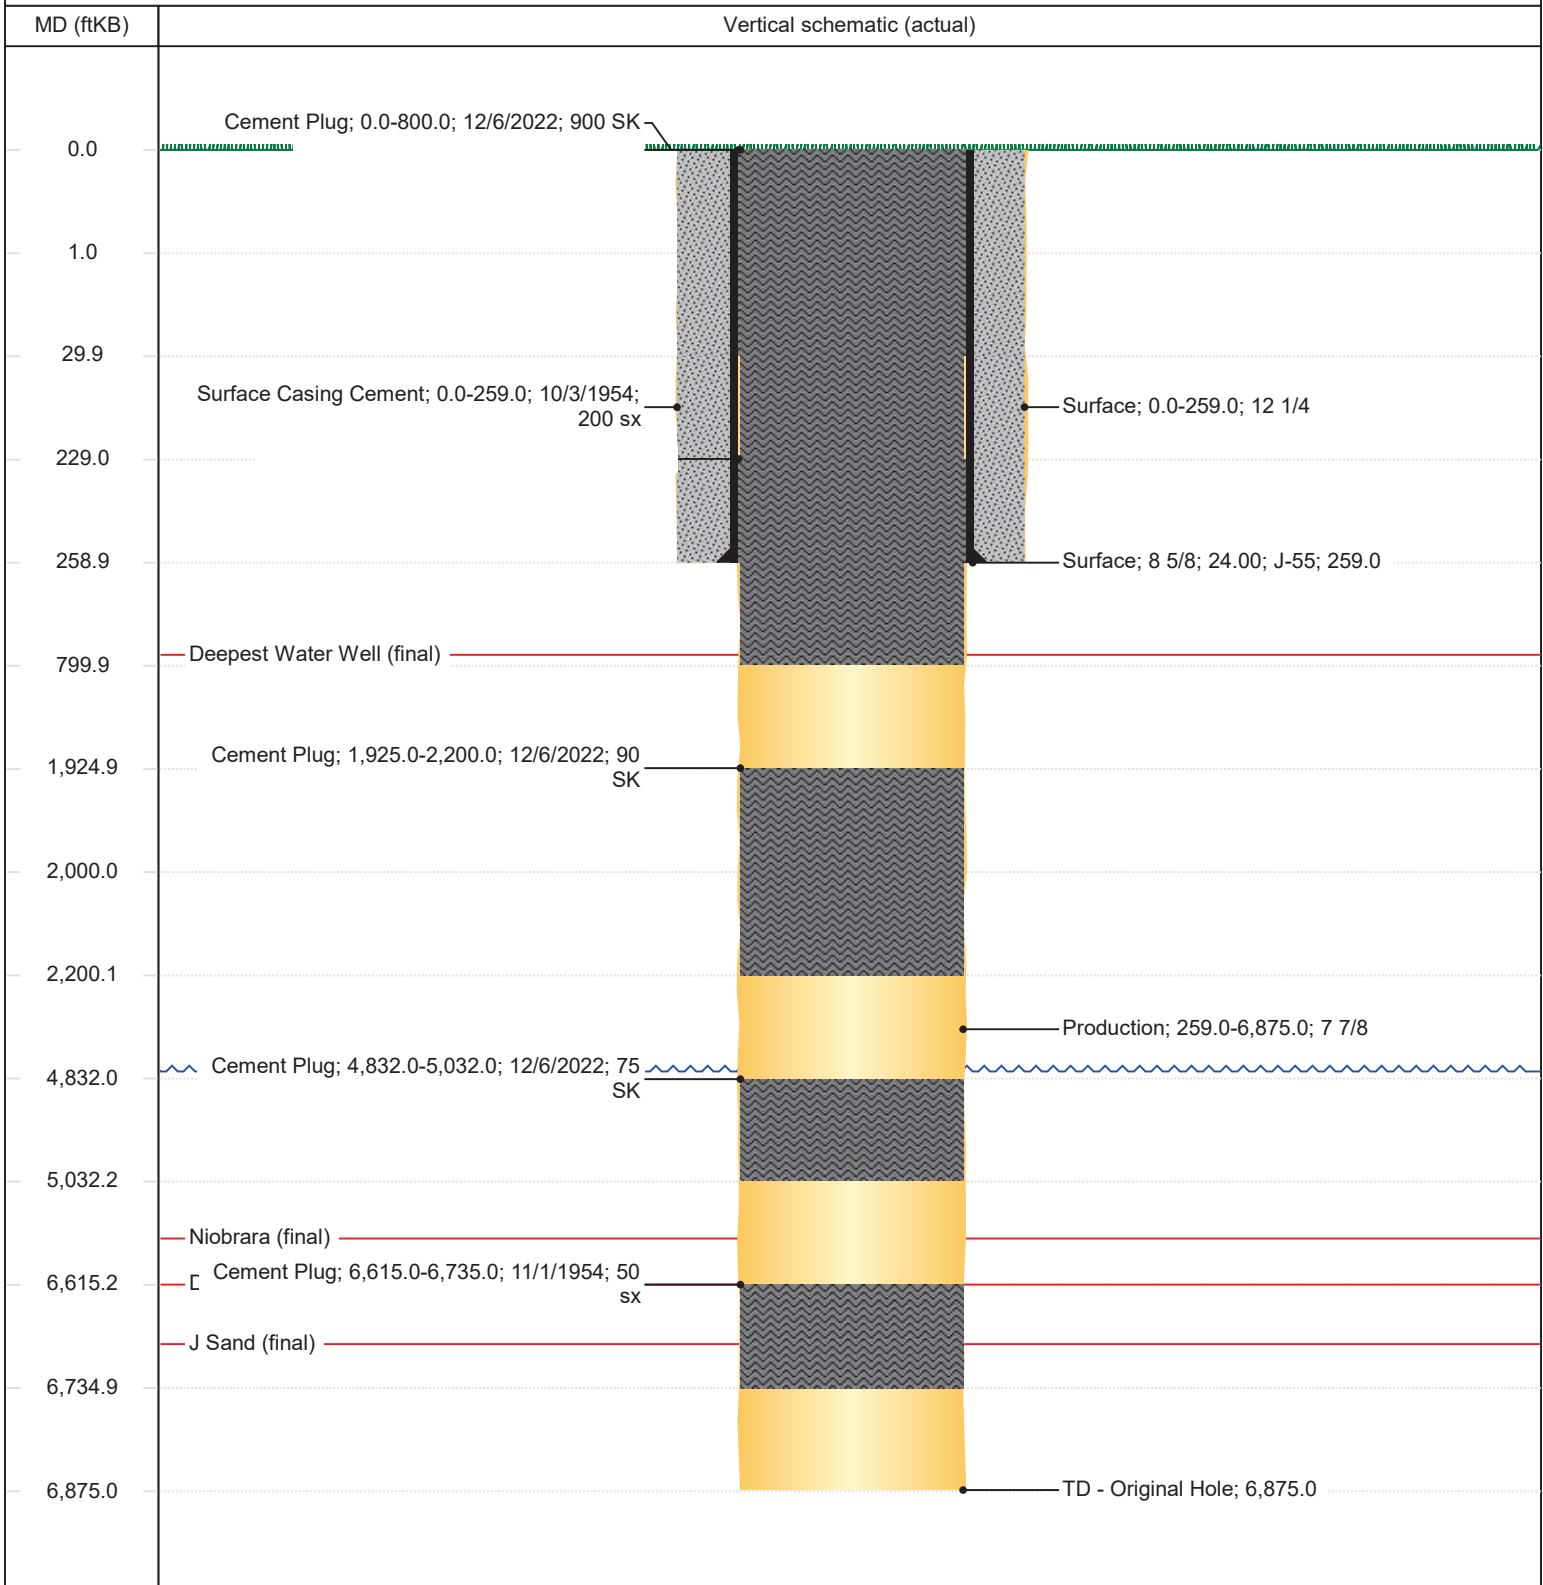 MD (ftKB)
Vertical schematic (actual)
Cement Plug; 0.0-800.0; 12/6/2022; 900 SK
0.0
1.0
29.9
Surface Casing Cement; 0.0-259.0; 10/3/1954;
200 sx
Surface; 0.0-259.0; 12 1/4
229.0
258.9
Surface; 8 5/8; 24.00; J-55; 259.0
Deepest Water Well (final)
799.9
Cement Plug; 1,925.0-2,200.0; 12/6/2022; 90
SK
1,924.9
2,000.0
2,200.1
Production; 259.0-6,875.0; 7 7/8
Cement Plug; 4,832.0-5,032.0; 12/6/2022; 75
SK
4,832.0
5,032.2
Niobrara (final)
Cement Plug; 6,615.0-6,735.0; 11/1/1954; 50
sx
6,615.2
J Sand (final)
6,734.9
6,875.0
TD - Original Hole; 6,875.0